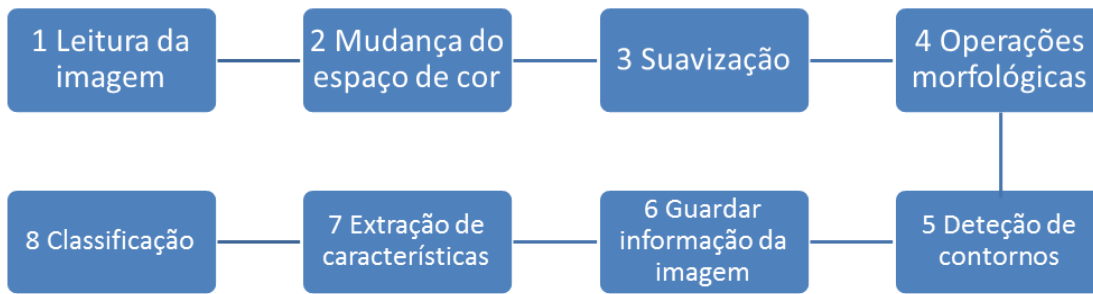 1 Leitura da
imagem
2 Mudança do
espaço de cor
3 Suavização
4 Operações
morfológicas
5 Deteção de
contornos
6 Guardar
informação da
imagem
7 Extração de
características
8 Classificação